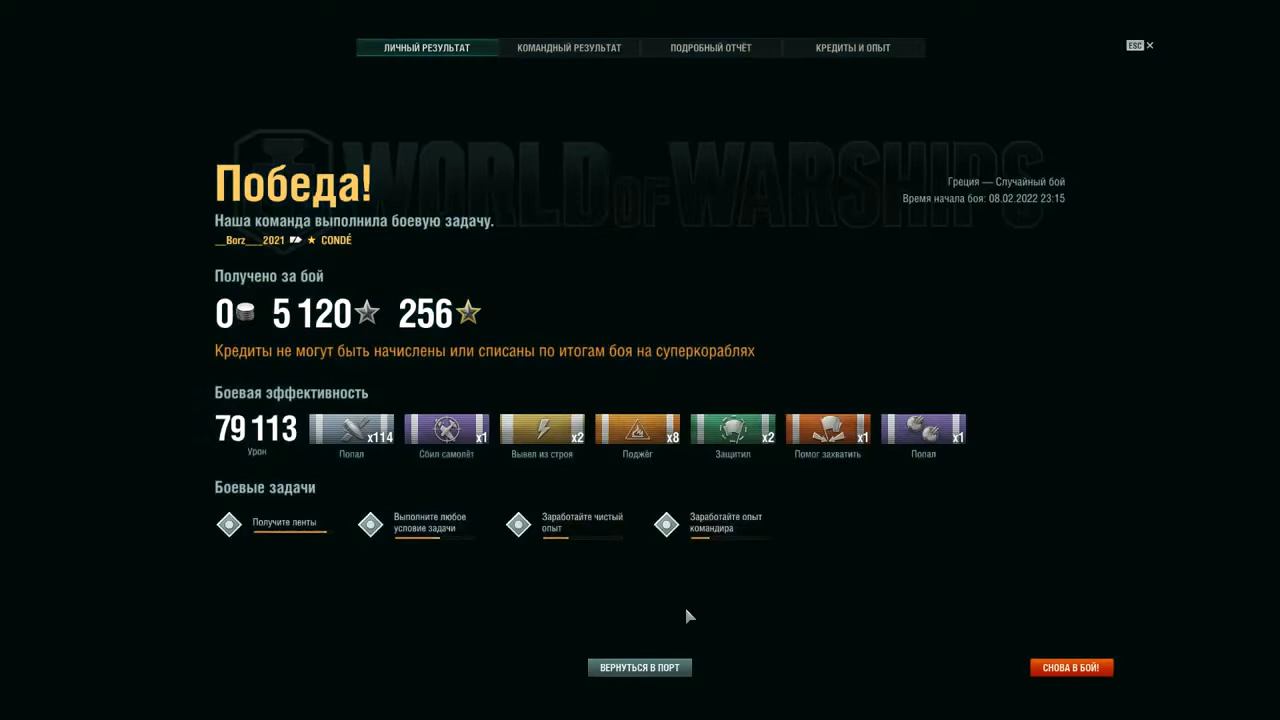 ЛИЧНЫЙ РЕЗУЛЬТАТ КОМАНДНЫЙ РЕЗУЛЬТАТ ПОДРОБНЫЙ ОТЧЁТ КРЕДИТЫ И ОПЫТ ESC ×
WORLD OF WARSHIPS
Победа!
Греция — Случайный бой
Время начала боя: 08.02.2022 23:15
Наша команда выполнила боевую задачу.
__Borz___2021 ★ CONDÉ
Получено за бой
0 5 120 256
Кредиты не могут быть начислены или списаны по итогам боя на суперкораблях
Боевая эффективность
79 113 x114 x1 x2 x8 x2 x1 x1
Урон Попал Сбил самолёт Вывел из строя Поджёг Защитил Помог захватить Попал
Боевые задачи
Получите ленты
Выполните любое
условие задачи
Заработайте чистый
опыт
Заработайте опыт
командира
ВЕРНУТЬСЯ В ПОРТ
СНОВА В БОЙ!